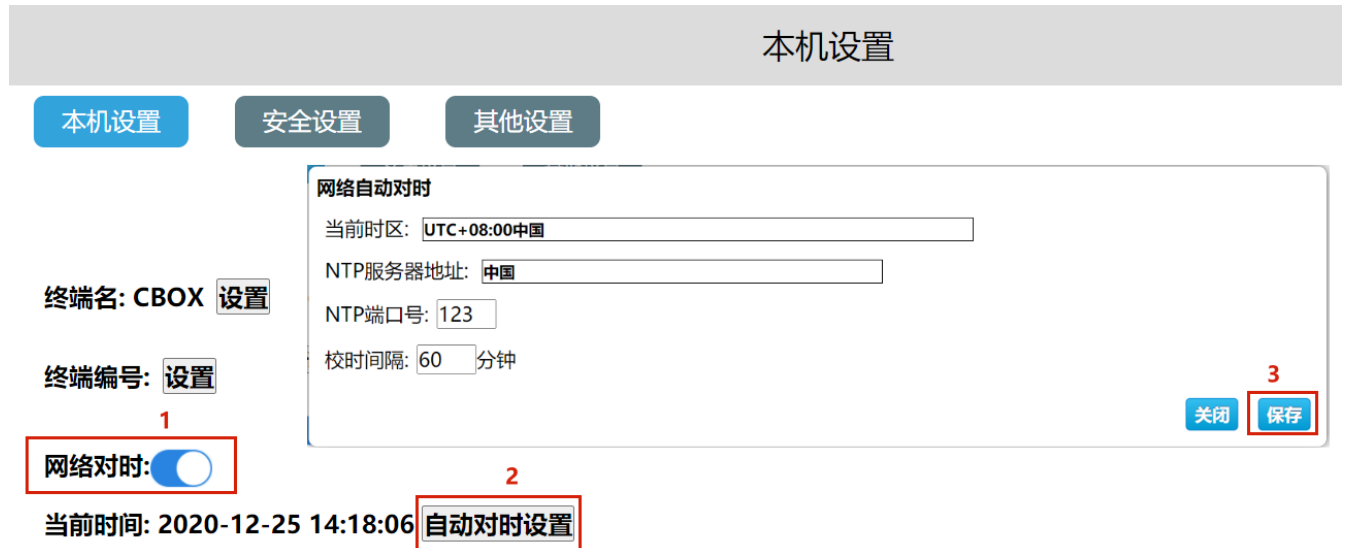 本机设置
本机设置 安全设置 其他设置
网络自动对时
当前时区: UTC+08:00中国
NTP服务器地址: 中国
NTP端口号: 123
校时间隔: 60分钟
关闭 保存
3
终端名: CBOX 设置
终端编号: 设置
1
网络对时:
2
当前时间: 2020-12-25 14:18:06 自动对时设置